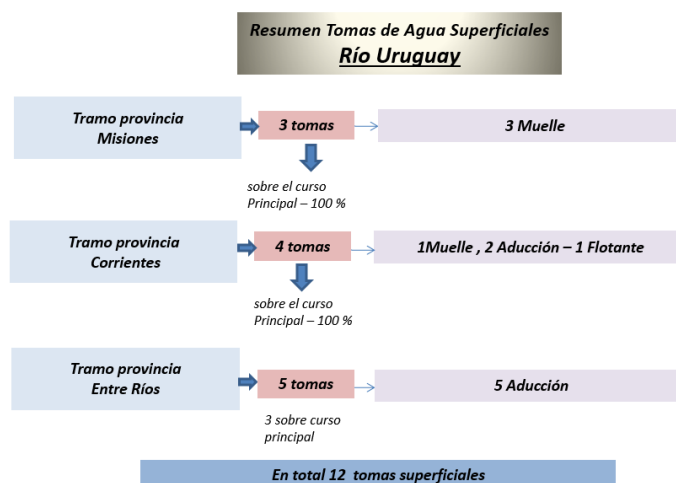 Resumen Tomas de Agua Superficiales
Río Uruguay
Tramo provincia
Misiones
3 tomas
3 Muelle
sobre el curso
Principal – 100 %
Tramo provincia
Corrientes
4 tomas
1Muelle , 2 Aducción – 1 Flotante
sobre el curso
Principal – 100 %
Tramo provincia
Entre Ríos
5 tomas
5 Aducción
3 sobre curso
principal
En total 12 tomas superficiales